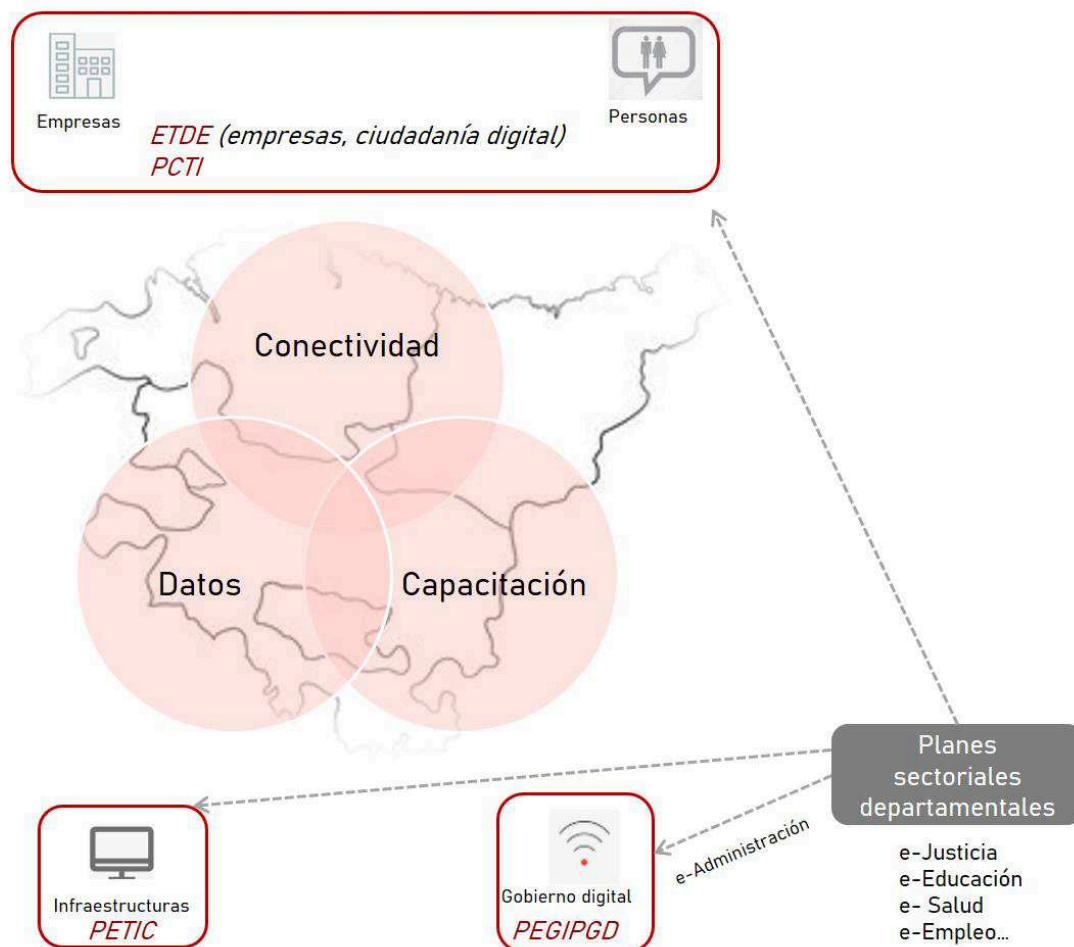 Empresas
Personas
ETDE (empresas, ciudadanía digital)
PCTI
Conectividad
Datos
Capacitación
Planes
sectoriales
departamentales
e-Administración
e-Justicia
e-Educación
e- Salud
e-Empleo...
Infraestructuras
PETIC
Gobierno digital
PEGIPGD